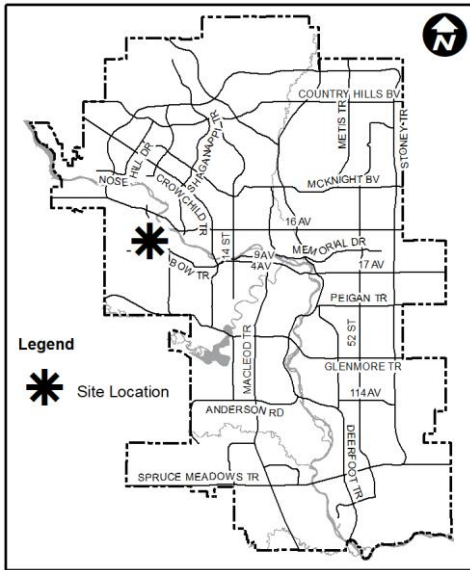 N
COUNTRY HILLS BV
METIS TR
STONEY TR
SHAGANAPPI TR
NOSE HILL DR
CROWCHILD TR
MCKNIGHT BV
16 AV
14 ST
MEMORIAL DR
9 AV
4 AV
17 AV
BOW TR
PEIGAN TR
52 ST
MACLEOD TR
GLENMORE TR
114 AV
ANDERSON RD
DEERFOOT TR
SPRUCE MEADOWS TR
Legend
Site Location